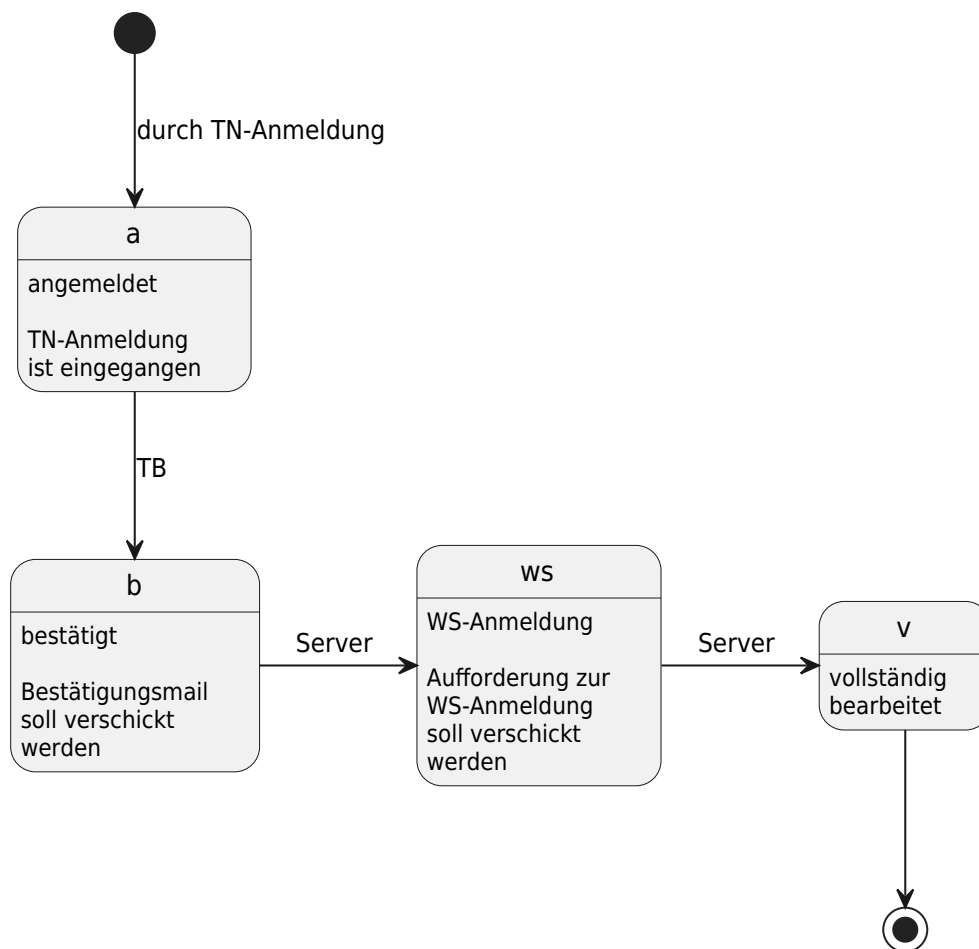 durch TN-Anmeldung
a
angemeldet
TN-Anmeldung
ist eingegangen
TB
b
bestätigt
Bestätigungsmail
soll verschickt
werden
Server
ws
WS-Anmeldung
Aufforderung zur
WS-Anmeldung
soll verschickt
werden
Server
v
vollständig
bearbeitet